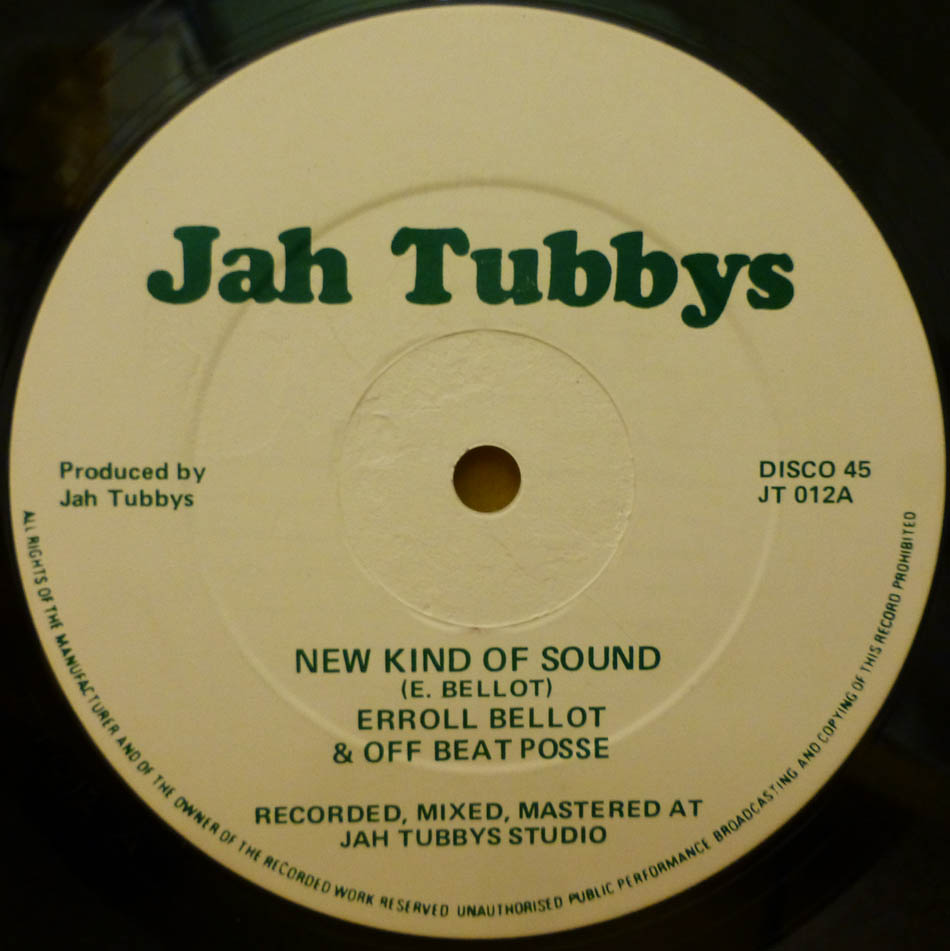 Jah Tubbys
Produced by
Jah Tubbys
DISCO 45
JT 012A
NEW KIND OF SOUND
(E. BELLOT)
ERROLL BELLOT
& OFF BEAT POSSE
RECORDED, MIXED, MASTERED AT
JAH TUBBYS STUDIO
ALL RIGHTS OF THE MANUFACTURER AND OF THE OWNER OF THE RECORDED WORK RESERVED UNAUTHORISED PUBLIC PERFORMANCE BROADCASTING AND COPYING OF THIS RECORD PROHIBITED